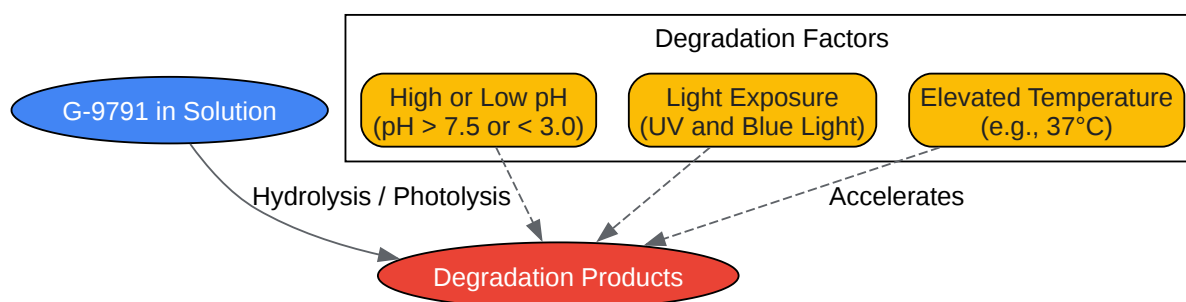 Degradation Factors
G-9791 in Solution
High or Low pH
(pH > 7.5 or < 3.0)
Light Exposure
(UV and Blue Light)
Elevated Temperature
(e.g., 37°C)
Hydrolysis / Photolysis
Accelerates
Degradation Products